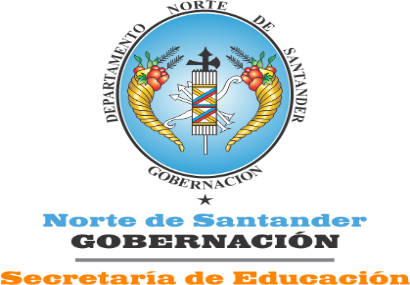 DEPARTAMENTO NORTE DE SANTANDER
GOBERNACION
Norte de Santander
GOBERNACIÓN
Secretaría de Educación